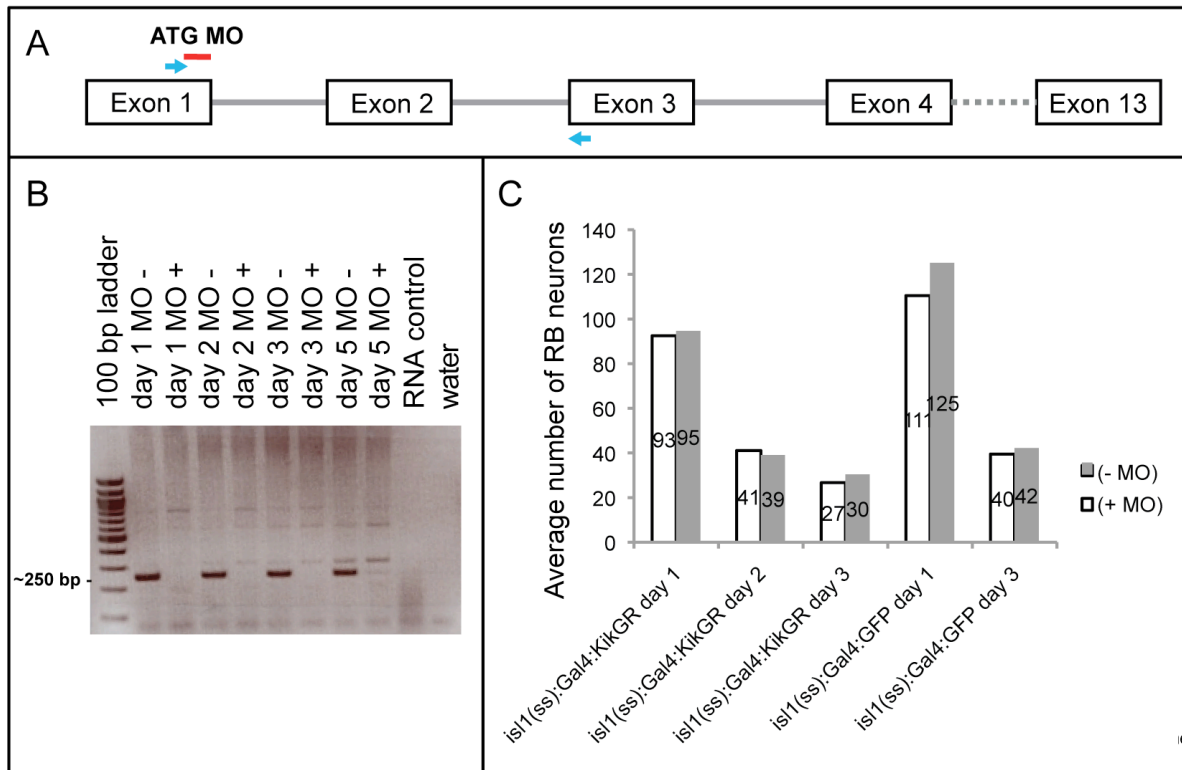 A
ATG MO
Exon 1
Exon 2
Exon 3
Exon 4
Exon 13
B
100 bp ladder
day 1 MO -
day 1 MO +
day 2 MO -
day 2 MO +
day 3 MO -
day 3 MO +
day 5 MO -
day 5 MO +
RNA control
water
~250 bp -
C
Average number of RB neurons
140
120
100
80
60
40
20
0
93
95
41
39
27
30
111
125
40
42
(- MO)
(+ MO)
isl1(ss):Gal4:KikGR day 1
isl1(ss):Gal4:KikGR day 2
isl1(ss):Gal4:KikGR day 3
isl1(ss):Gal4:GFP day 1
isl1(ss):Gal4:GFP day 3